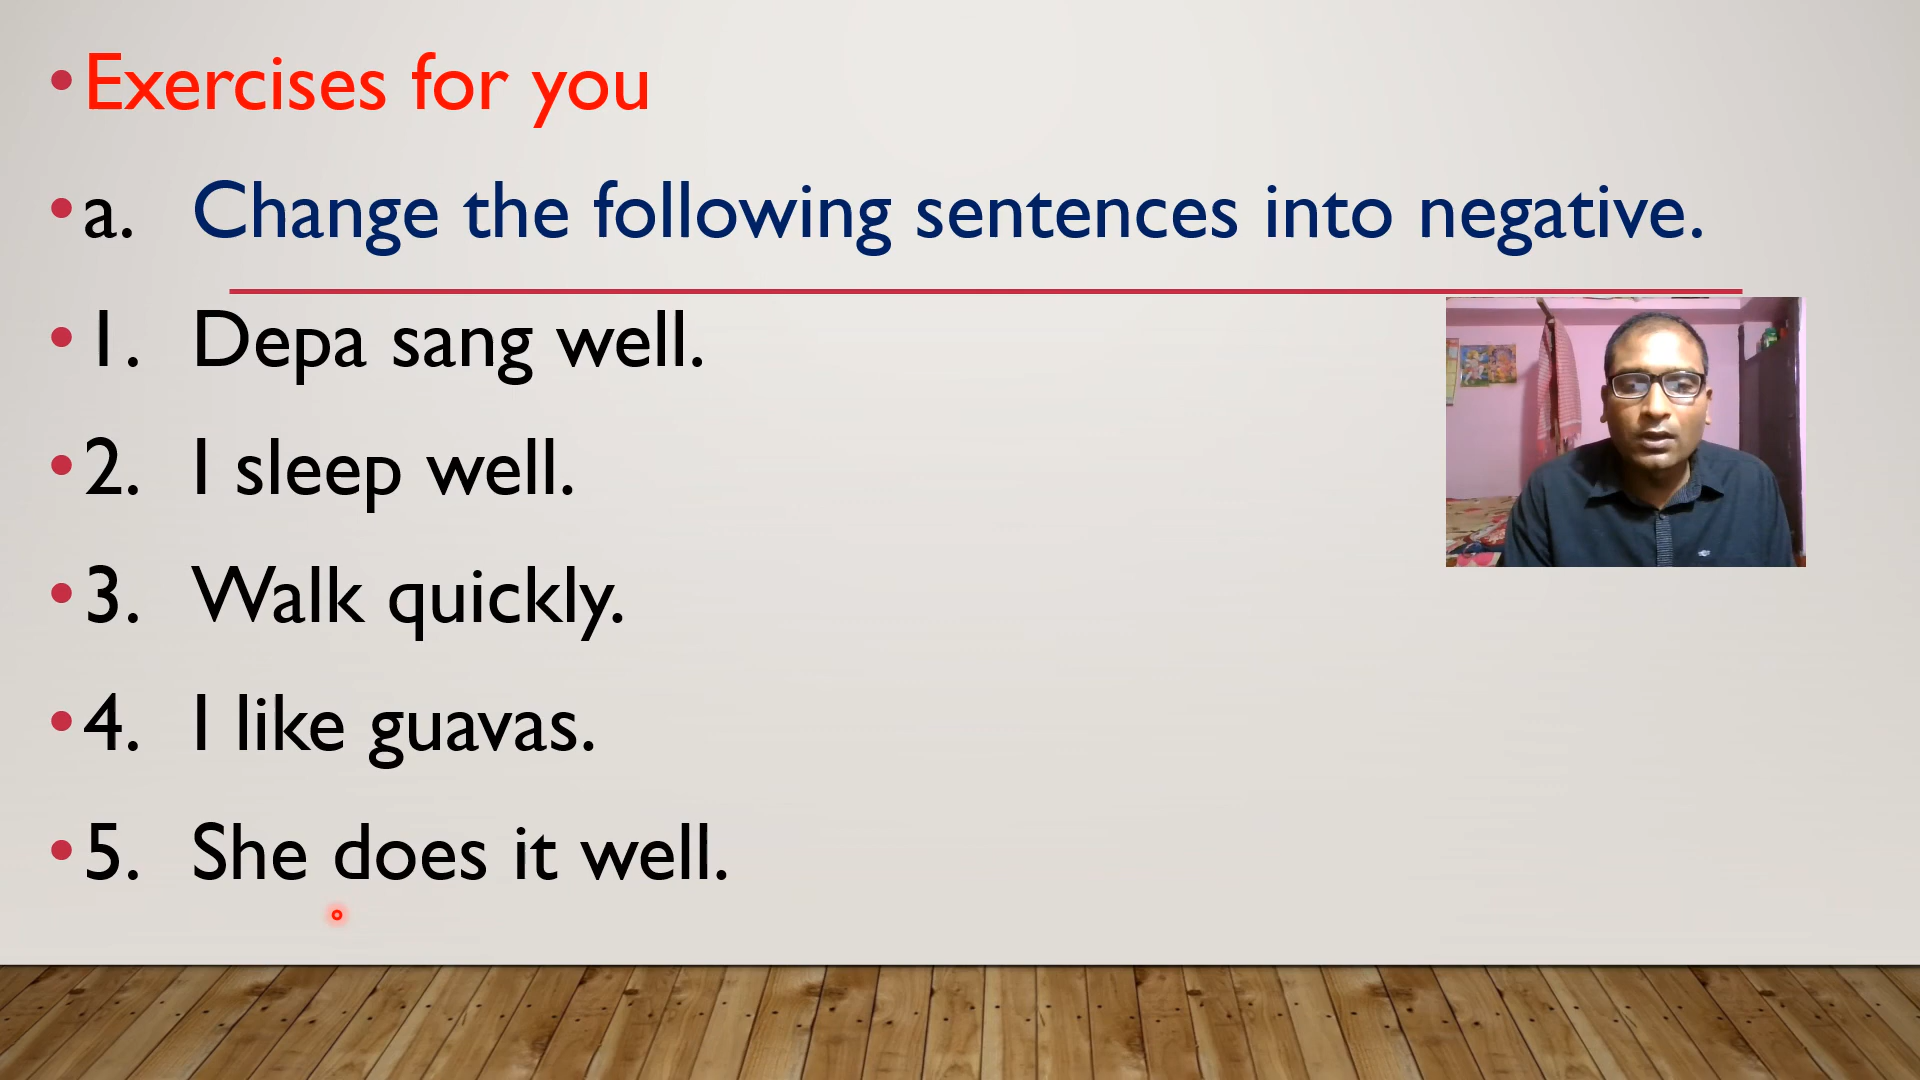 •Exercises for you
•a. Change the following sentences into negative.
•1. Depa sang well.
•2. I sleep well.
•3. Walk quickly.
•4. I like guavas.
•5. She does it well.